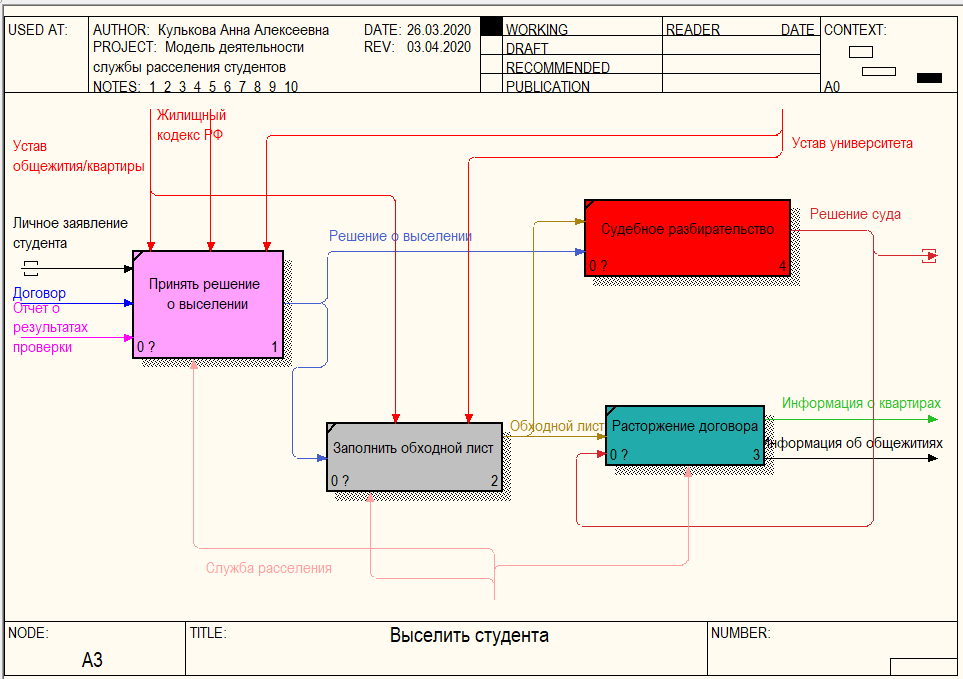 USED AT:
AUTHOR: Кулькова Анна Алексеевна
DATE: 26.03.2020
PROJECT: Модель деятельности
REV: 03.04.2020
службы расселения студентов
NOTES: 1 2 3 4 5 6 7 8 9 10
WORKING
DRAFT
RECOMMENDED
PUBLICATION
READER
DATE
CONTEXT:
A0
Жилищный
кодекс РФ
Устав
общежития/квартиры
Устав университета
Личное заявление
студента
Договор
Отчет о
результатах
проверки
Принять решение
о выселении
0 ?
1
Решение о выселении
Судебное разбирательство
0 ?
4
Решение суда
Заполнить обходной лист
0 ?
2
Обходной лист
Расторжение договора
0 ?
3
Информация о квартирах
Информация об общежитиях
Служба расселения
NODE:
A3
TITLE:
Выселить студента
NUMBER: